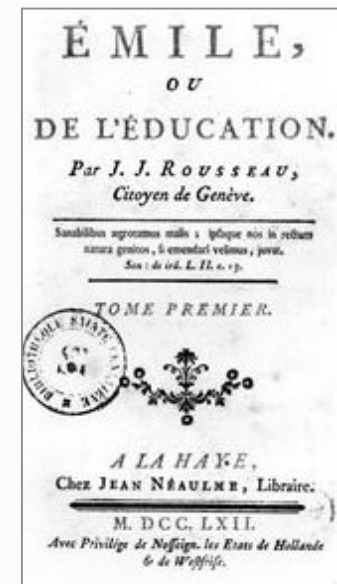 ÉMILE,
OU
DE L'ÉDUCATION.
Par J. J. ROUSSEAU,
Citoyen de Genève.
Sanabilibus ægrotamus malis ; ipsaque nos in rectum
natura genitos, si emendari velimus, juvat.
Sen : de irâ. L. II. c. 13.
TOME PREMIER.
A LA HAYE,
Chez JEAN NÉAULME, Libraire.
M. DCC. LXII.
Avec Privilége de Nosseign. les Etats de Hollande
& de Westfrise.